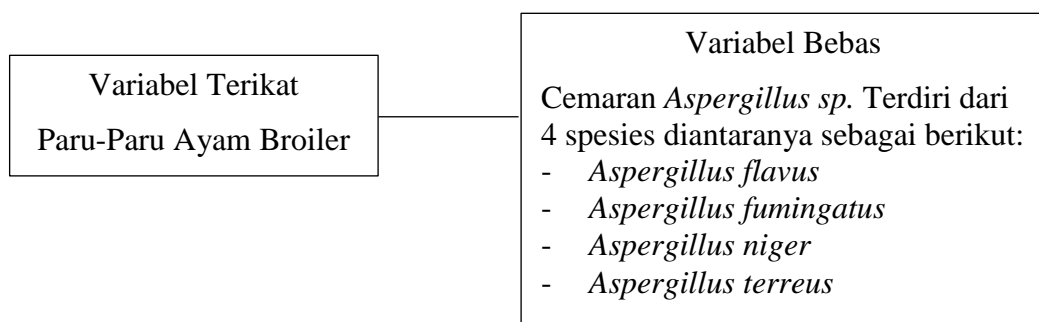 Variabel Terikat
Paru-Paru Ayam Broiler
Variabel Bebas
Cemaran Aspergillus sp. Terdiri dari
4 spesies diantaranya sebagai berikut:
- Aspergillus flavus
- Aspergillus fumingatus
- Aspergillus niger
- Aspergillus terreus